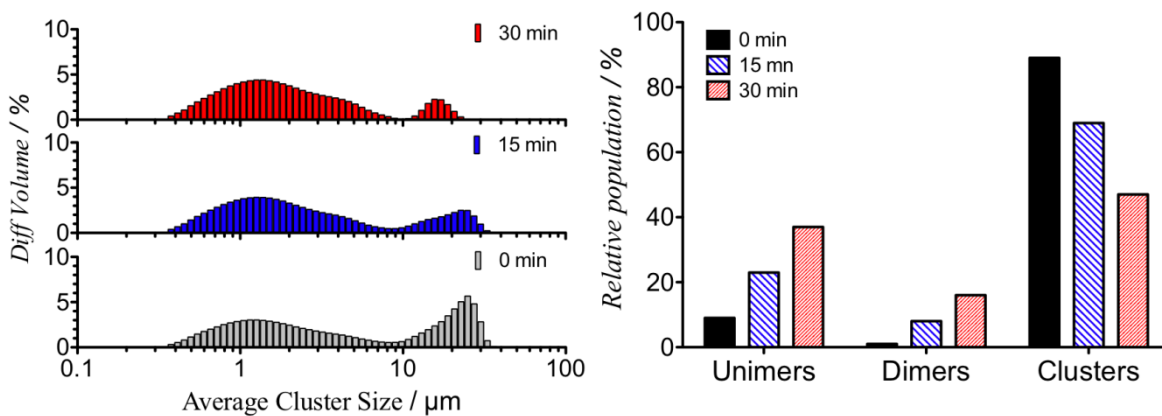 Diff Volume / %
10
5
0
30 min
10
5
0
15 min
10
5
0
0 min
0.1
1
10
100
Average Cluster Size / µm
Relative population / %
100
80
60
40
20
0
0 min
15 mn
30 min
Unimers
Dimers
Clusters